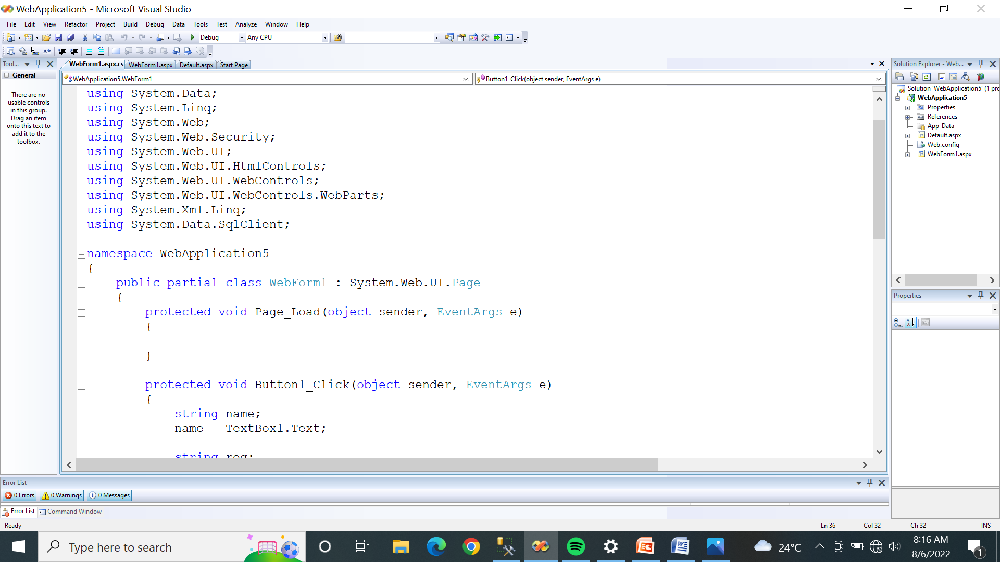 WebApplication5 - Microsoft Visual Studio
File Edit View Refactor Project Build Debug Data Tools Test Analyze Window Help
Debug Any CPU
Tool...
General
There are no
usable controls
in this group.
Drag an item
onto this text to
add it to the
toolbox.
WebForm1.aspx.cs WebForm1.aspx Default.aspx Start Page
WebApplication5.WebForm1 Button1_Click(object sender, EventArgs e)
using System.Data;
using System.Linq;
using System.Web;
using System.Web.Security;
using System.Web.UI;
using System.Web.UI.HtmlControls;
using System.Web.UI.WebControls;
using System.Web.UI.WebControls.WebParts;
using System.Xml.Linq;
using System.Data.SqlClient;
namespace WebApplication5
{
public partial class WebForm1 : System.Web.UI.Page
{
protected void Page_Load(object sender, EventArgs e)
{
}
protected void Button1_Click(object sender, EventArgs e)
{
string name;
name = TextBox1.Text;
string
Solution Explorer - Web...
Solution 'WebApplication5' (1 pro
WebApplication5
Properties
References
App_Data
Default.aspx
Web.config
WebForm1.aspx
Properties
Error List
0 Errors 0 Warnings 0 Messages
Error List Command Window
Ready Ln 36 Col 32 Ch 32 INS
Type here to search
24°C
8:16 AM
8/6/2022
1